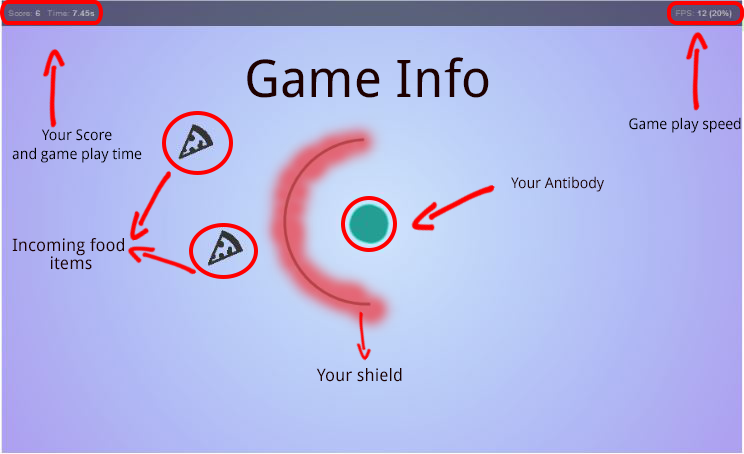 Score: 6 Time: 7.45s
FPS: 12 (20%)
Game Info
Your Score
and game play time
Game play speed
Your Antibody
Incoming food
items
Your shield